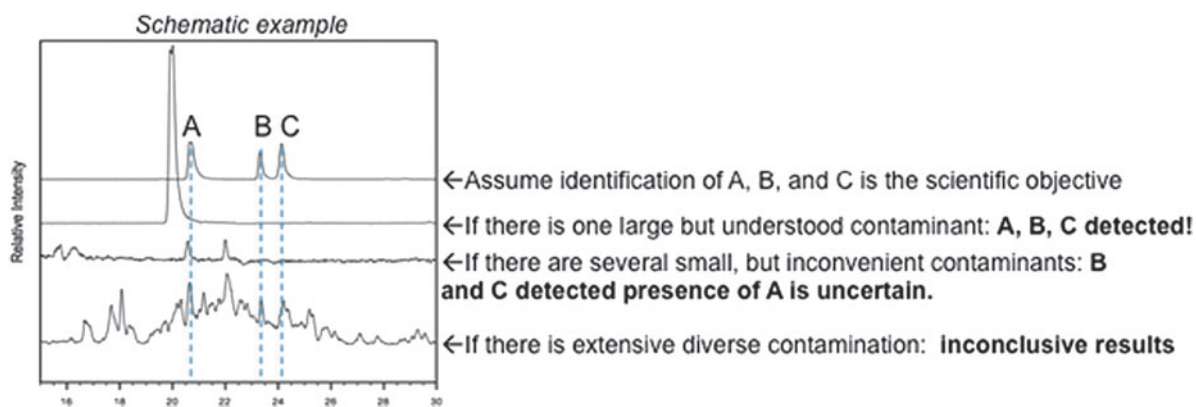 Schematic example
A B C
Relative Intensity
←Assume identification of A, B, and C is the scientific objective
←If there is one large but understood contaminant: A, B, C detected!
←If there are several small, but inconvenient contaminants: B
and C detected presence of A is uncertain.
←If there is extensive diverse contamination: inconclusive results
16 18 20 22 24 26 28 30